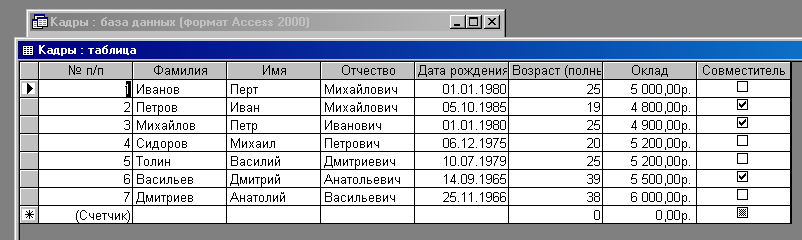 Кадры : база данных (формат Access 2000)
Кадры : таблица
№ п/п Фамилия Имя Отчество Дата рождения Возраст (полны Оклад Совместитель
1 Иванов Перт Михайлович 01.01.1980 25 5 000,00р.
2 Петров Иван Михайлович 05.10.1985 19 4 800,00р.
3 Михайлов Петр Иванович 01.01.1980 25 4 900,00р.
4 Сидоров Михаил Петрович 06.12.1975 20 5 200,00р.
5 Толин Василий Дмитриевич 10.07.1979 25 5 200,00р.
6 Васильев Дмитрий Анатольевич 14.09.1965 39 5 500,00р.
7 Дмитриев Анатолий Васильевич 25.11.1966 38 6 000,00р.
(Счетчик) 0 0,00р.